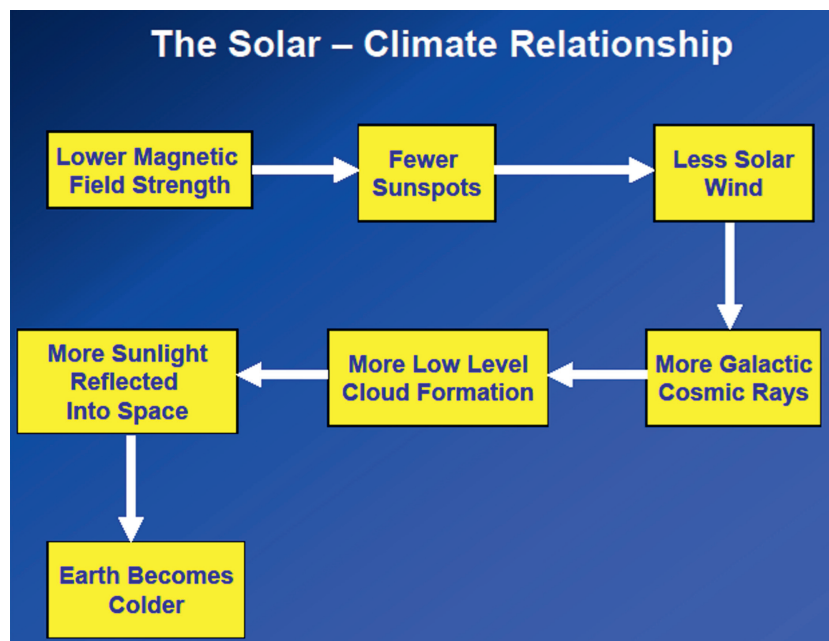 The Solar – Climate Relationship
Lower Magnetic
Field Strength
Fewer
Sunspots
Less Solar
Wind
More Galactic
Cosmic Rays
More Low Level
Cloud Formation
More Sunlight
Reflected
Into Space
Earth Becomes
Colder